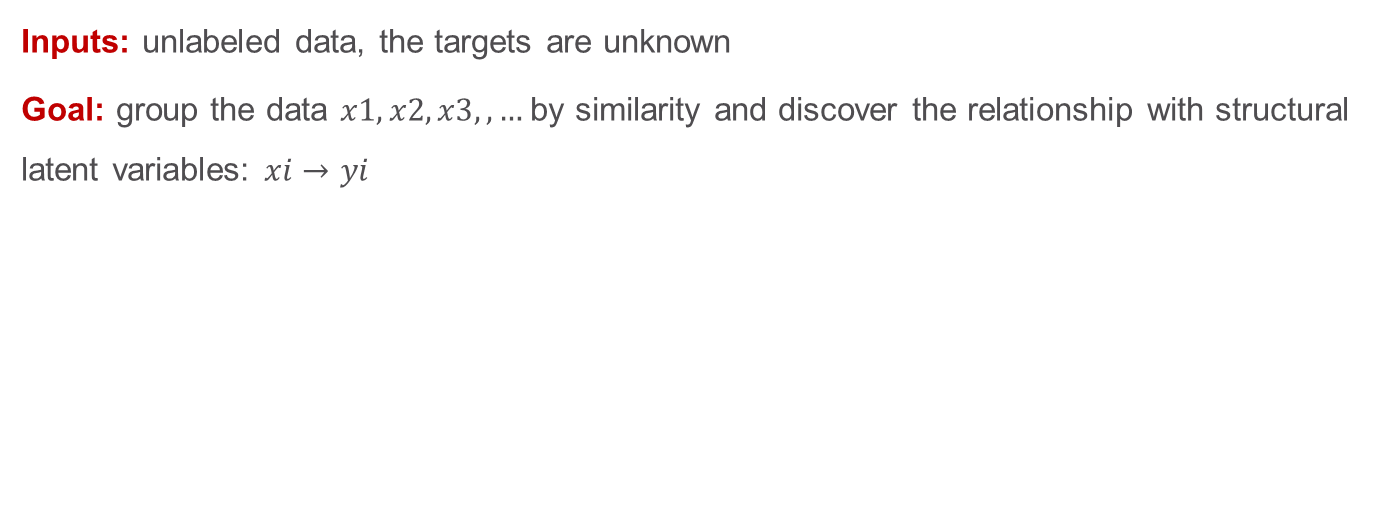 Inputs: unlabeled data, the targets are unknown
Goal: group the data 𝑥1, 𝑥2, 𝑥3, , … by similarity and discover the relationship with structural
latent variables: 𝑥𝑖 → 𝑦𝑖